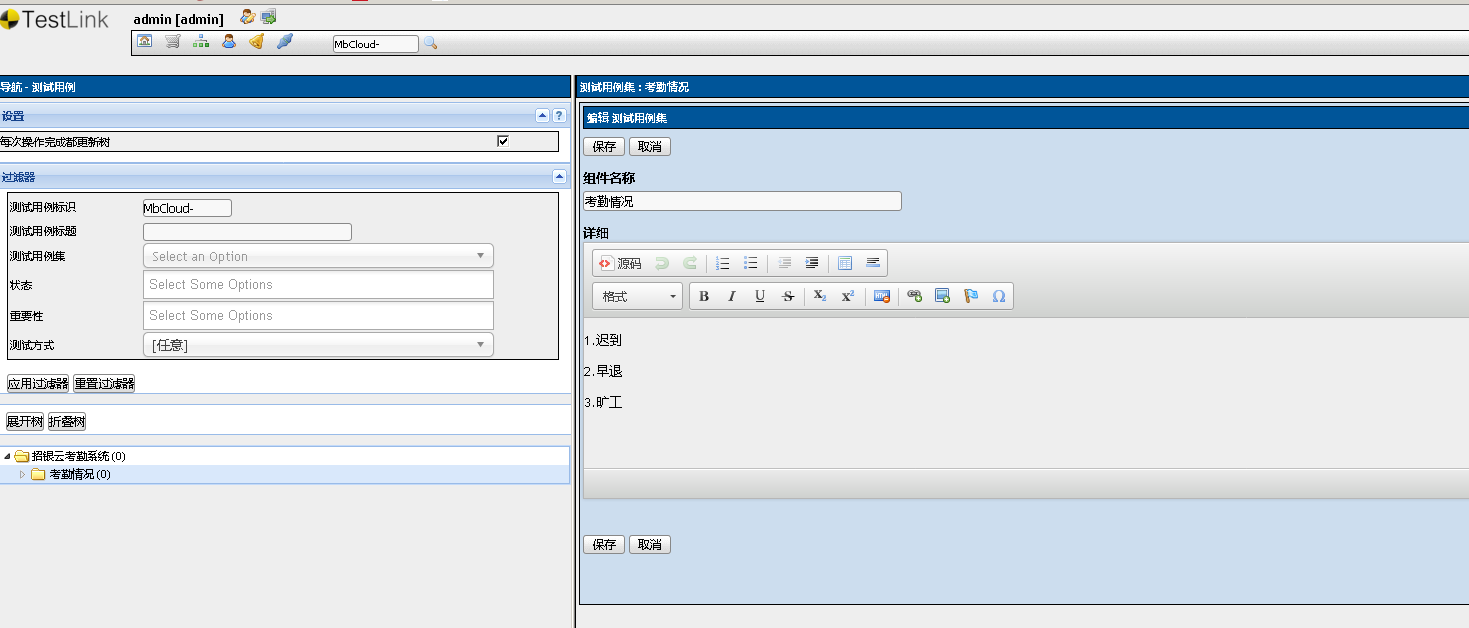 TestLink
admin [admin]
MbCloud-
导航 - 测试用例
设置
?
每次操作完成都更新树
过滤器
测试用例标识 MbCloud-
测试用例标题
测试用例集 Select an Option
状态 Select Some Options
重要性 Select Some Options
测试方式 [任意]
应用过滤器 重置过滤器
展开树 折叠树
招银云考勤系统 (0)
考勤情况 (0)
测试用例集 : 考勤情况
编辑 测试用例集
保存 取消
组件名称
考勤情况
详细
源码
格式 B I U S X₂ X² Ω
1.迟到
2.早退
3.旷工
保存 取消